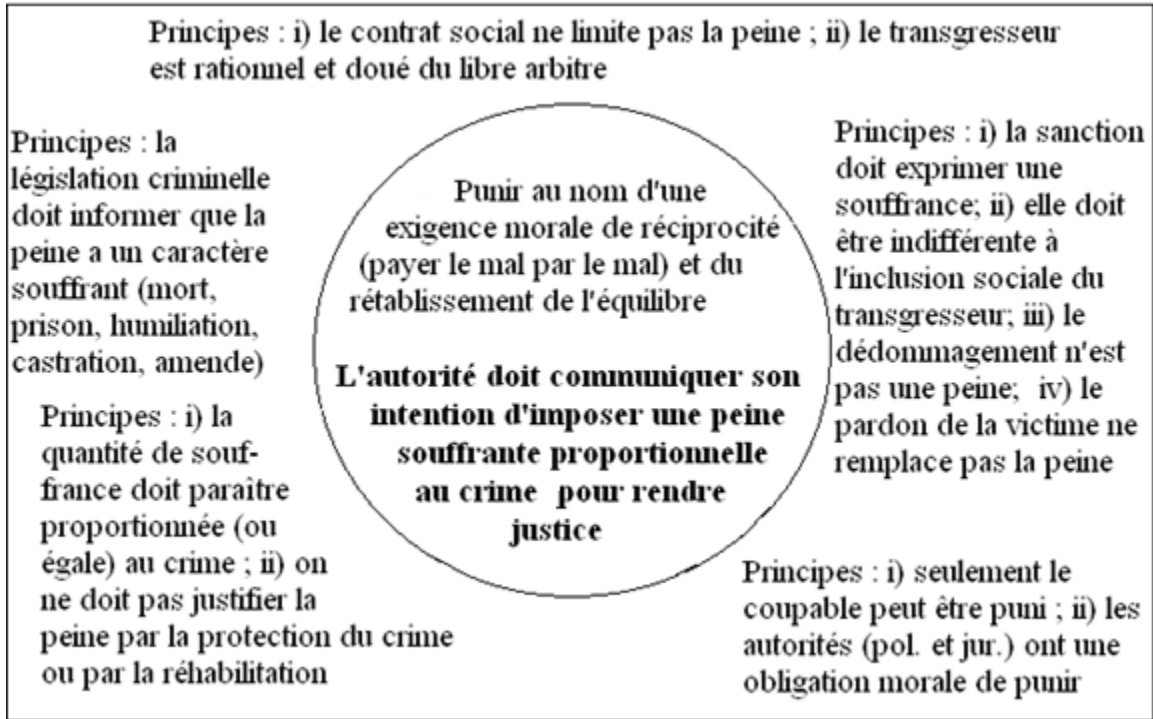 Principes : i) le contrat social ne limite pas la peine ; ii) le transgresseur
est rationnel et doué du libre arbitre
Principes : la
législation criminelle
doit informer que la
peine a un caractère
souffrant (mort,
prison, humiliation,
castration, amende)
Punir au nom d'une
exigence morale de réciprocité
(payer le mal par le mal) et du
rétablissement de l'équilibre
L'autorité doit communiquer son
intention d'imposer une peine
souffrante proportionnelle
au crime pour rendre
justice
Principes : i) la sanction
doit exprimer une
souffrance; ii) elle doit
être indifférente à
l'inclusion sociale du
transgresseur; iii) le
dédommagement n'est
pas une peine; iv) le
pardon de la victime ne
remplace pas la peine
Principes : i) la
quantité de souf-
france doit paraître
proportionnée (ou
égale) au crime ; ii) on
ne doit pas justifier la
peine par la protection du crime
ou par la réhabilitation
Principes : i) seulement le
coupable peut être puni ; ii) les
autorités (pol. et jur.) ont une
obligation morale de punir